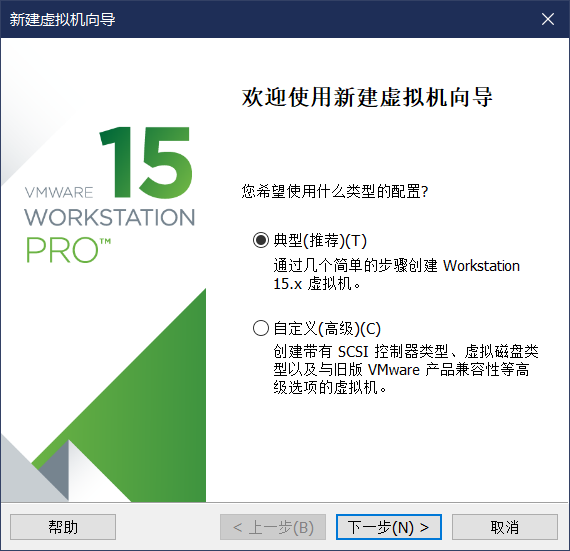 新建虚拟机向导
欢迎使用新建虚拟机向导
15
VMWARE
WORKSTATION
PRO™
您希望使用什么类型的配置?
典型(推荐)(T)
通过几个简单的步骤创建 Workstation
15.x 虚拟机。
自定义(高级)(C)
创建带有 SCSI 控制器类型、虚拟磁盘类
型以及与旧版 VMware 产品兼容性等高
级选项的虚拟机。
帮助
< 上一步(B)
下一步(N) >
取消